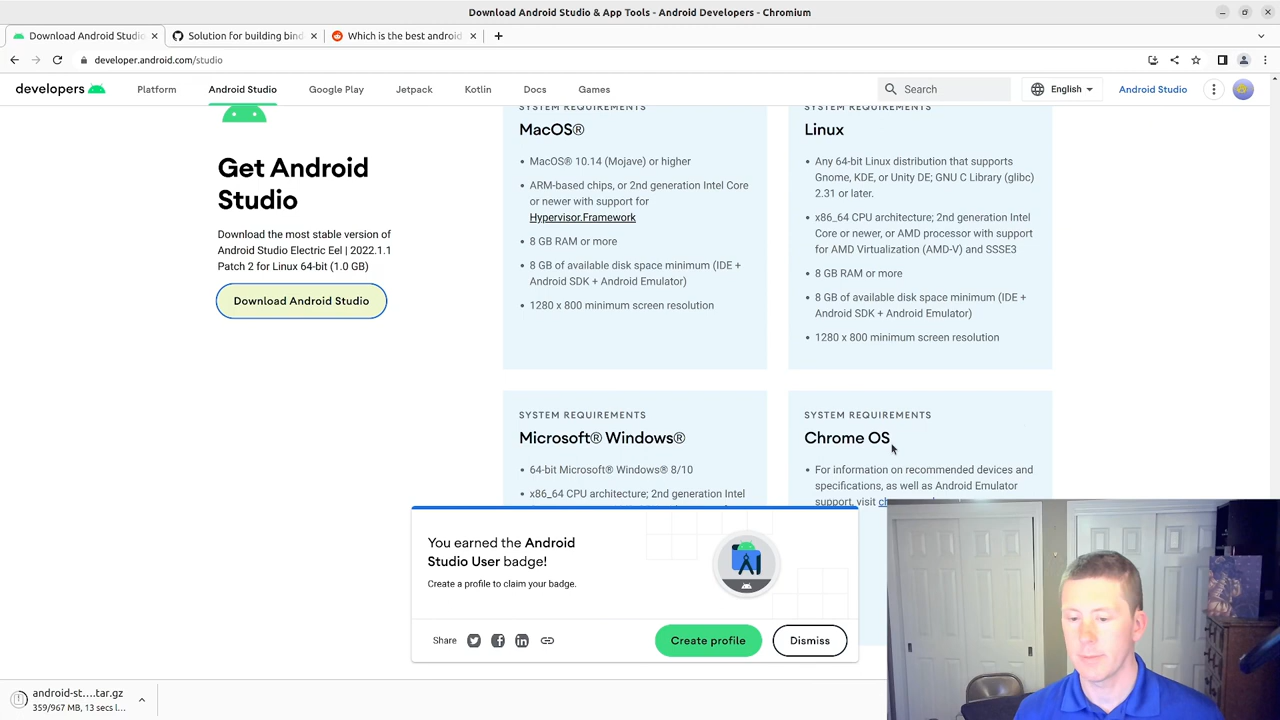 Download Android Studio & App Tools - Android Developers - Chromium
Download Android Studio
Solution for building bind
Which is the best android
developer.android.com/studio
developers
Platform
Android Studio
Google Play
Jetpack
Kotlin
Docs
Games
Search
English
Android Studio
Get Android
Studio
Download the most stable version of
Android Studio Electric Eel | 2022.1.1
Patch 2 for Linux 64-bit (1.0 GB)
Download Android Studio
SYSTEM REQUIREMENTS
MacOS®
• MacOS® 10.14 (Mojave) or higher
• ARM-based chips, or 2nd generation Intel Core
or newer with support for
Hypervisor.Framework
• 8 GB RAM or more
• 8 GB of available disk space minimum (IDE +
Android SDK + Android Emulator)
• 1280 x 800 minimum screen resolution
SYSTEM REQUIREMENTS
Linux
• Any 64-bit Linux distribution that supports
Gnome, KDE, or Unity DE; GNU C Library (glibc)
2.31 or later.
• x86_64 CPU architecture; 2nd generation Intel
Core or newer, or AMD processor with support
for AMD Virtualization (AMD-V) and SSSE3
• 8 GB RAM or more
• 8 GB of available disk space minimum (IDE +
Android SDK + Android Emulator)
• 1280 x 800 minimum screen resolution
SYSTEM REQUIREMENTS
Microsoft® Windows®
• 64-bit Microsoft® Windows® 8/10
• x86_64 CPU architecture; 2nd generation Intel
SYSTEM REQUIREMENTS
Chrome OS
• For information on recommended devices and
specifications, as well as Android Emulator
support, visit
You earned the Android
Studio User badge!
Create a profile to claim your badge.
Share
Create profile
Dismiss
android-st....tar.gz
359/967 MB, 13 secs l...